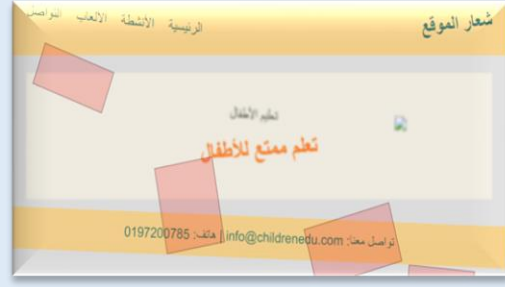 شعار الموقع
الرئيسية الأنشطة الألعاب التواصل
تعليم الأطفال
تعلم ممتع للأطفال
تواصل معنا: info@childrenedu.com | هاتف: 0197200785